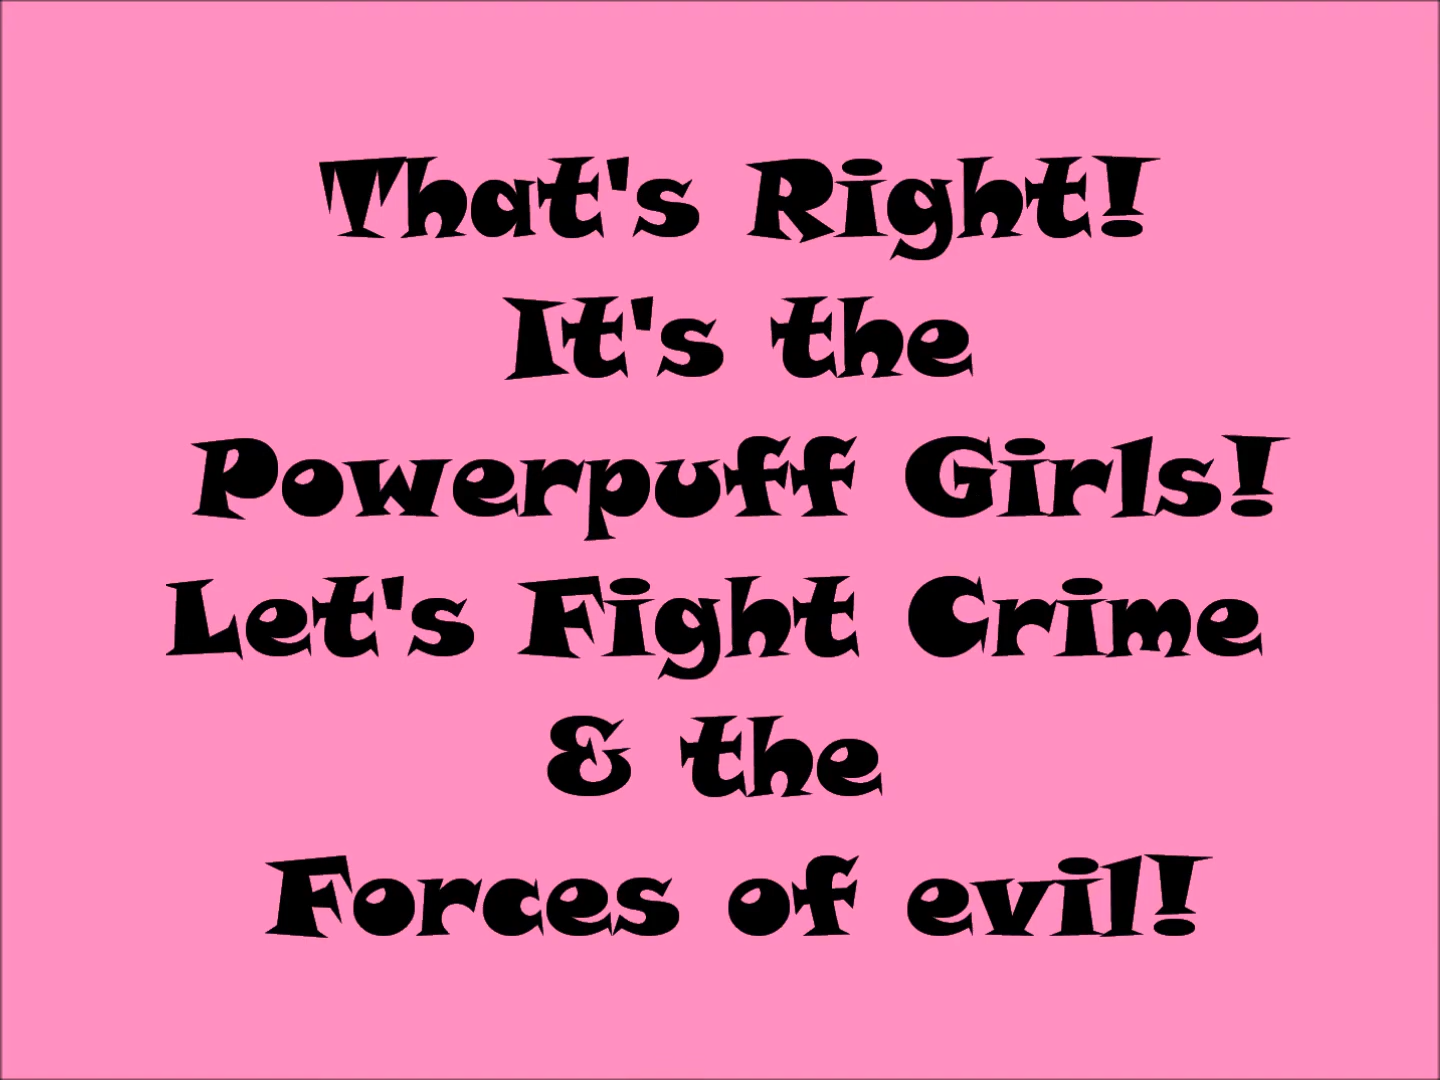 That's Right!
It's the
Powerpuff Girls!
Let's Fight Crime
& the
Forces of evil!